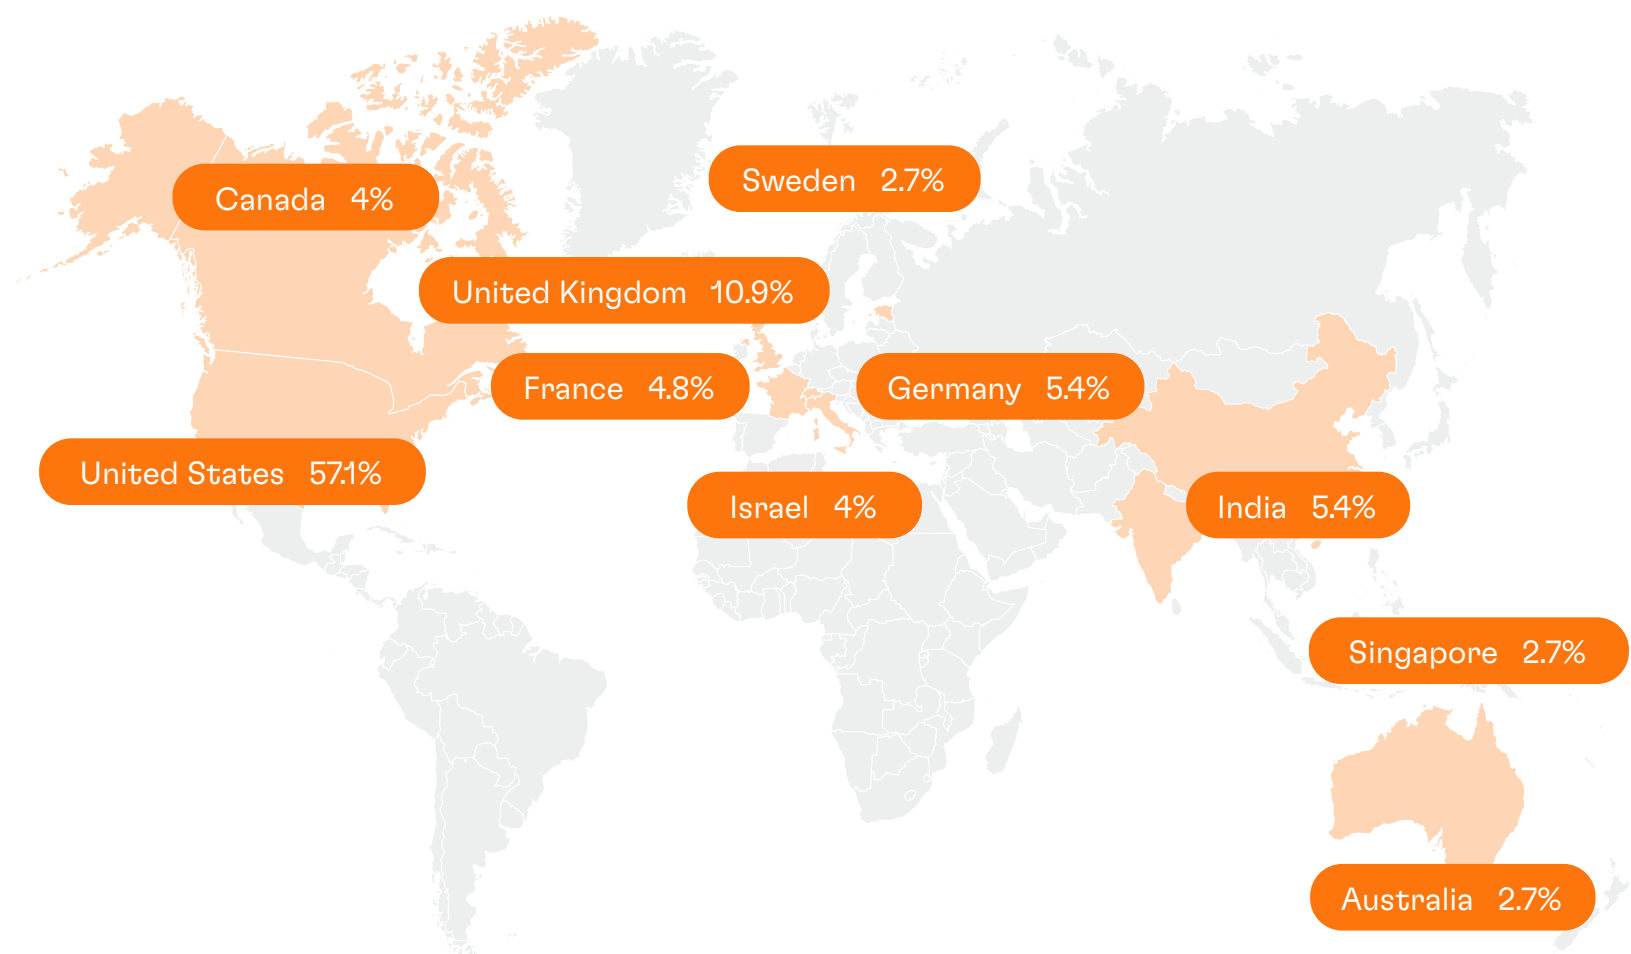 Sweden 2.7%
Canada 4%
United Kingdom 10.9%
France 4.8%
Germany 5.4%
United States 57.1%
Israel 4%
India 5.4%
Singapore 2.7%
Australia 2.7%